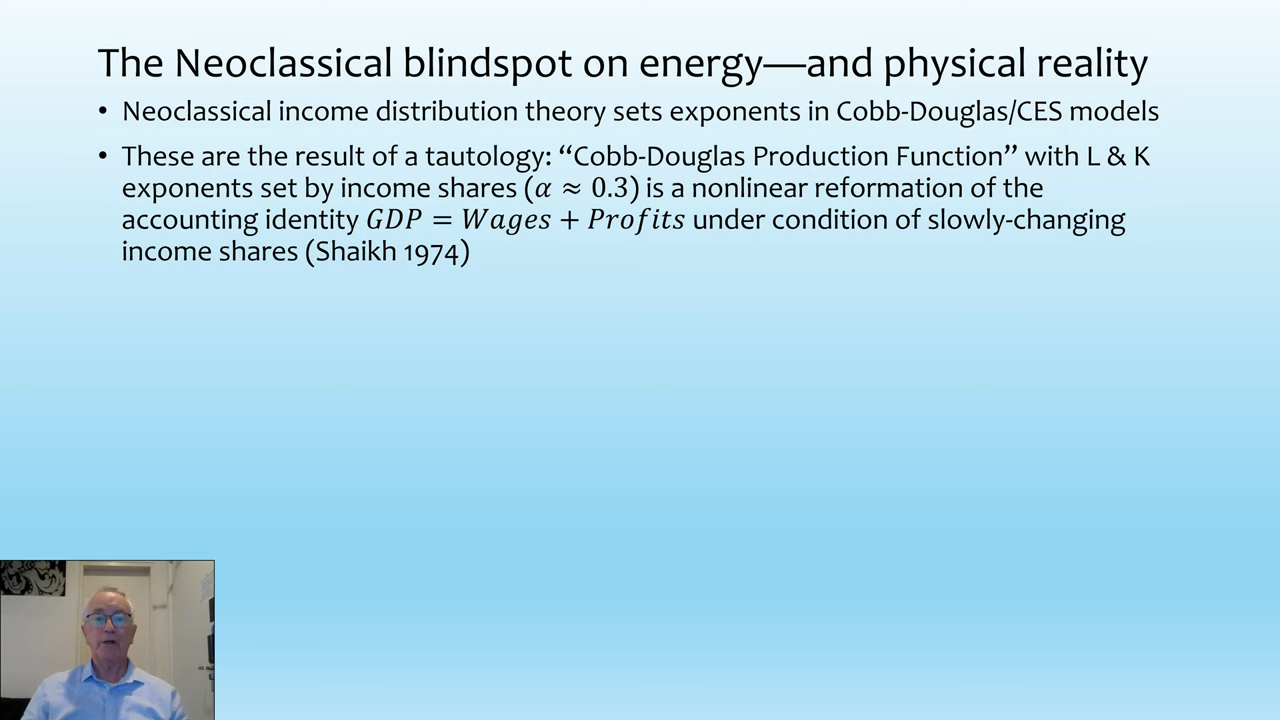 The Neoclassical blindspot on energy—and physical reality
• Neoclassical income distribution theory sets exponents in Cobb-Douglas/CES models
• These are the result of a tautology: “Cobb-Douglas Production Function” with L & K
exponents set by income shares (𝛼 ≈ 0.3) is a nonlinear reformation of the
accounting identity 𝐺𝐷𝑃 = 𝑊𝑎𝑔𝑒𝑠 + 𝑃𝑟𝑜𝑓𝑖𝑡𝑠 under condition of slowly-changing
income shares (Shaikh 1974)